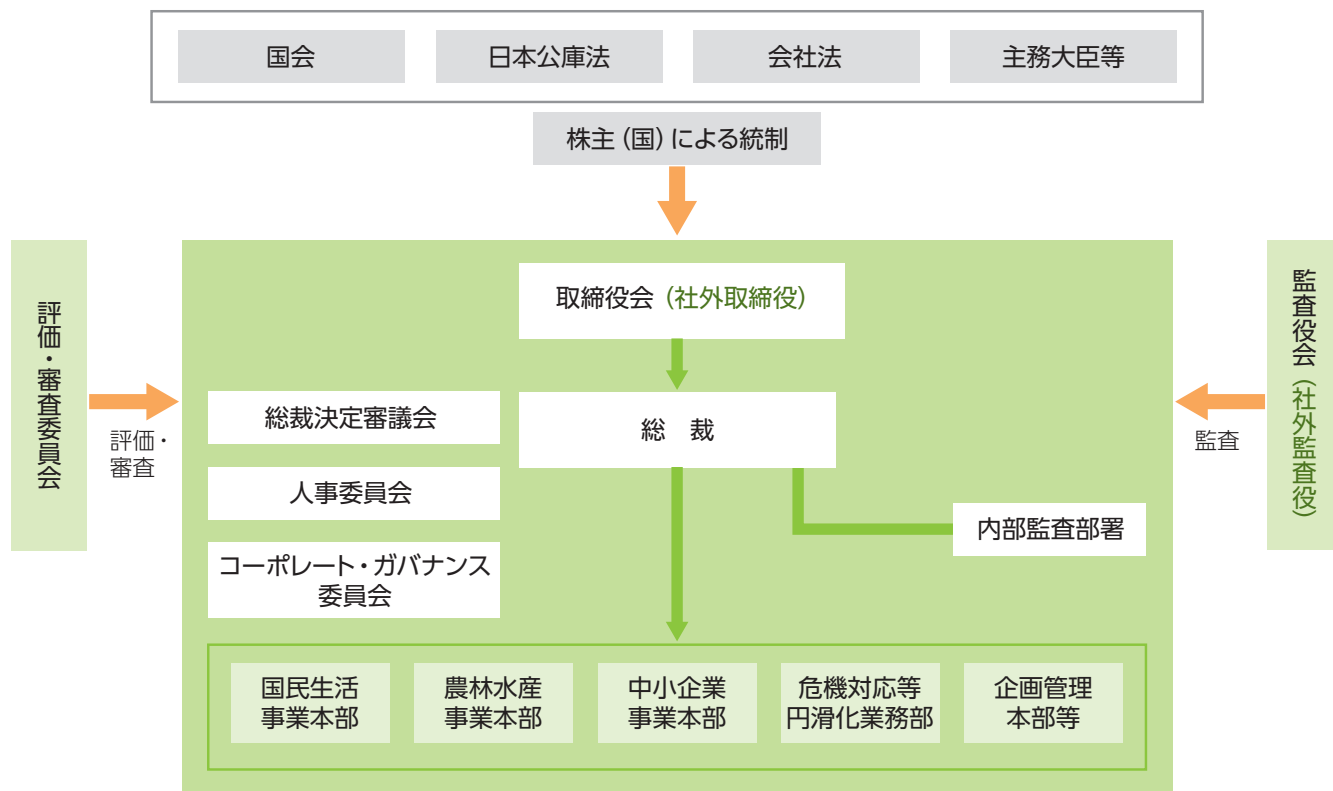 国会
日本公庫法
会社法
主務大臣等
株主（国）による統制
評価・審査委員会
評価・
審査
取締役会（社外取締役）
総　裁
総裁決定審議会
人事委員会
コーポレート・ガバナンス
委員会
内部監査部署
監査
監査役会（社外監査役）
国民生活
事業本部
農林水産
事業本部
中小企業
事業本部
危機対応等
円滑化業務部
企画管理
本部等